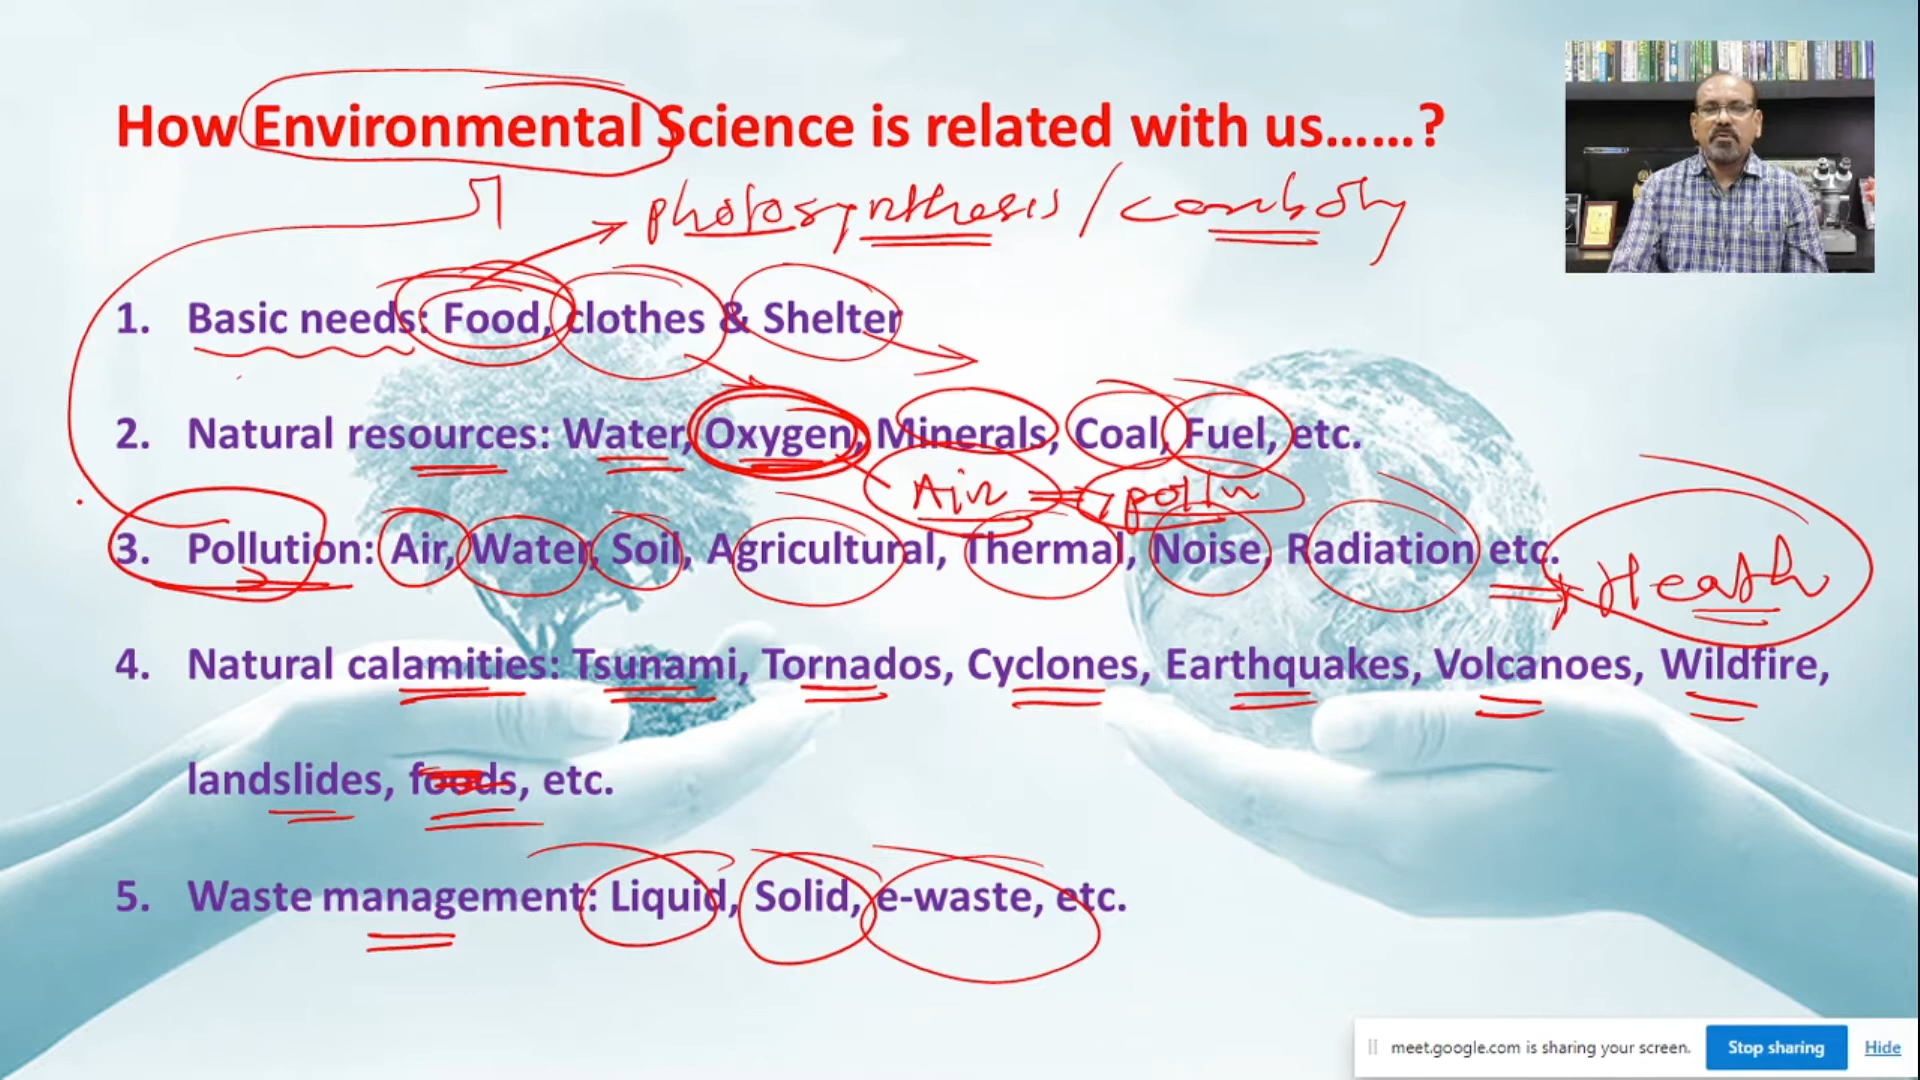 How Environmental Science is related with us......?
photosynthesis / carbohy
1. Basic needs: Food, clothes & Shelter
2. Natural resources: Water, Oxygen, Minerals, Coal, Fuel, etc.
Air pollu
3. Pollution: Air, Water, Soil, Agricultural, Thermal, Noise, Radiation etc.
Health
4. Natural calamities: Tsunami, Tornados, Cyclones, Earthquakes, Volcanoes, Wildfire,
landslides, foods, etc.
5. Waste management: Liquid, Solid, e-waste, etc.
meet.google.com is sharing your screen. Stop sharing Hide